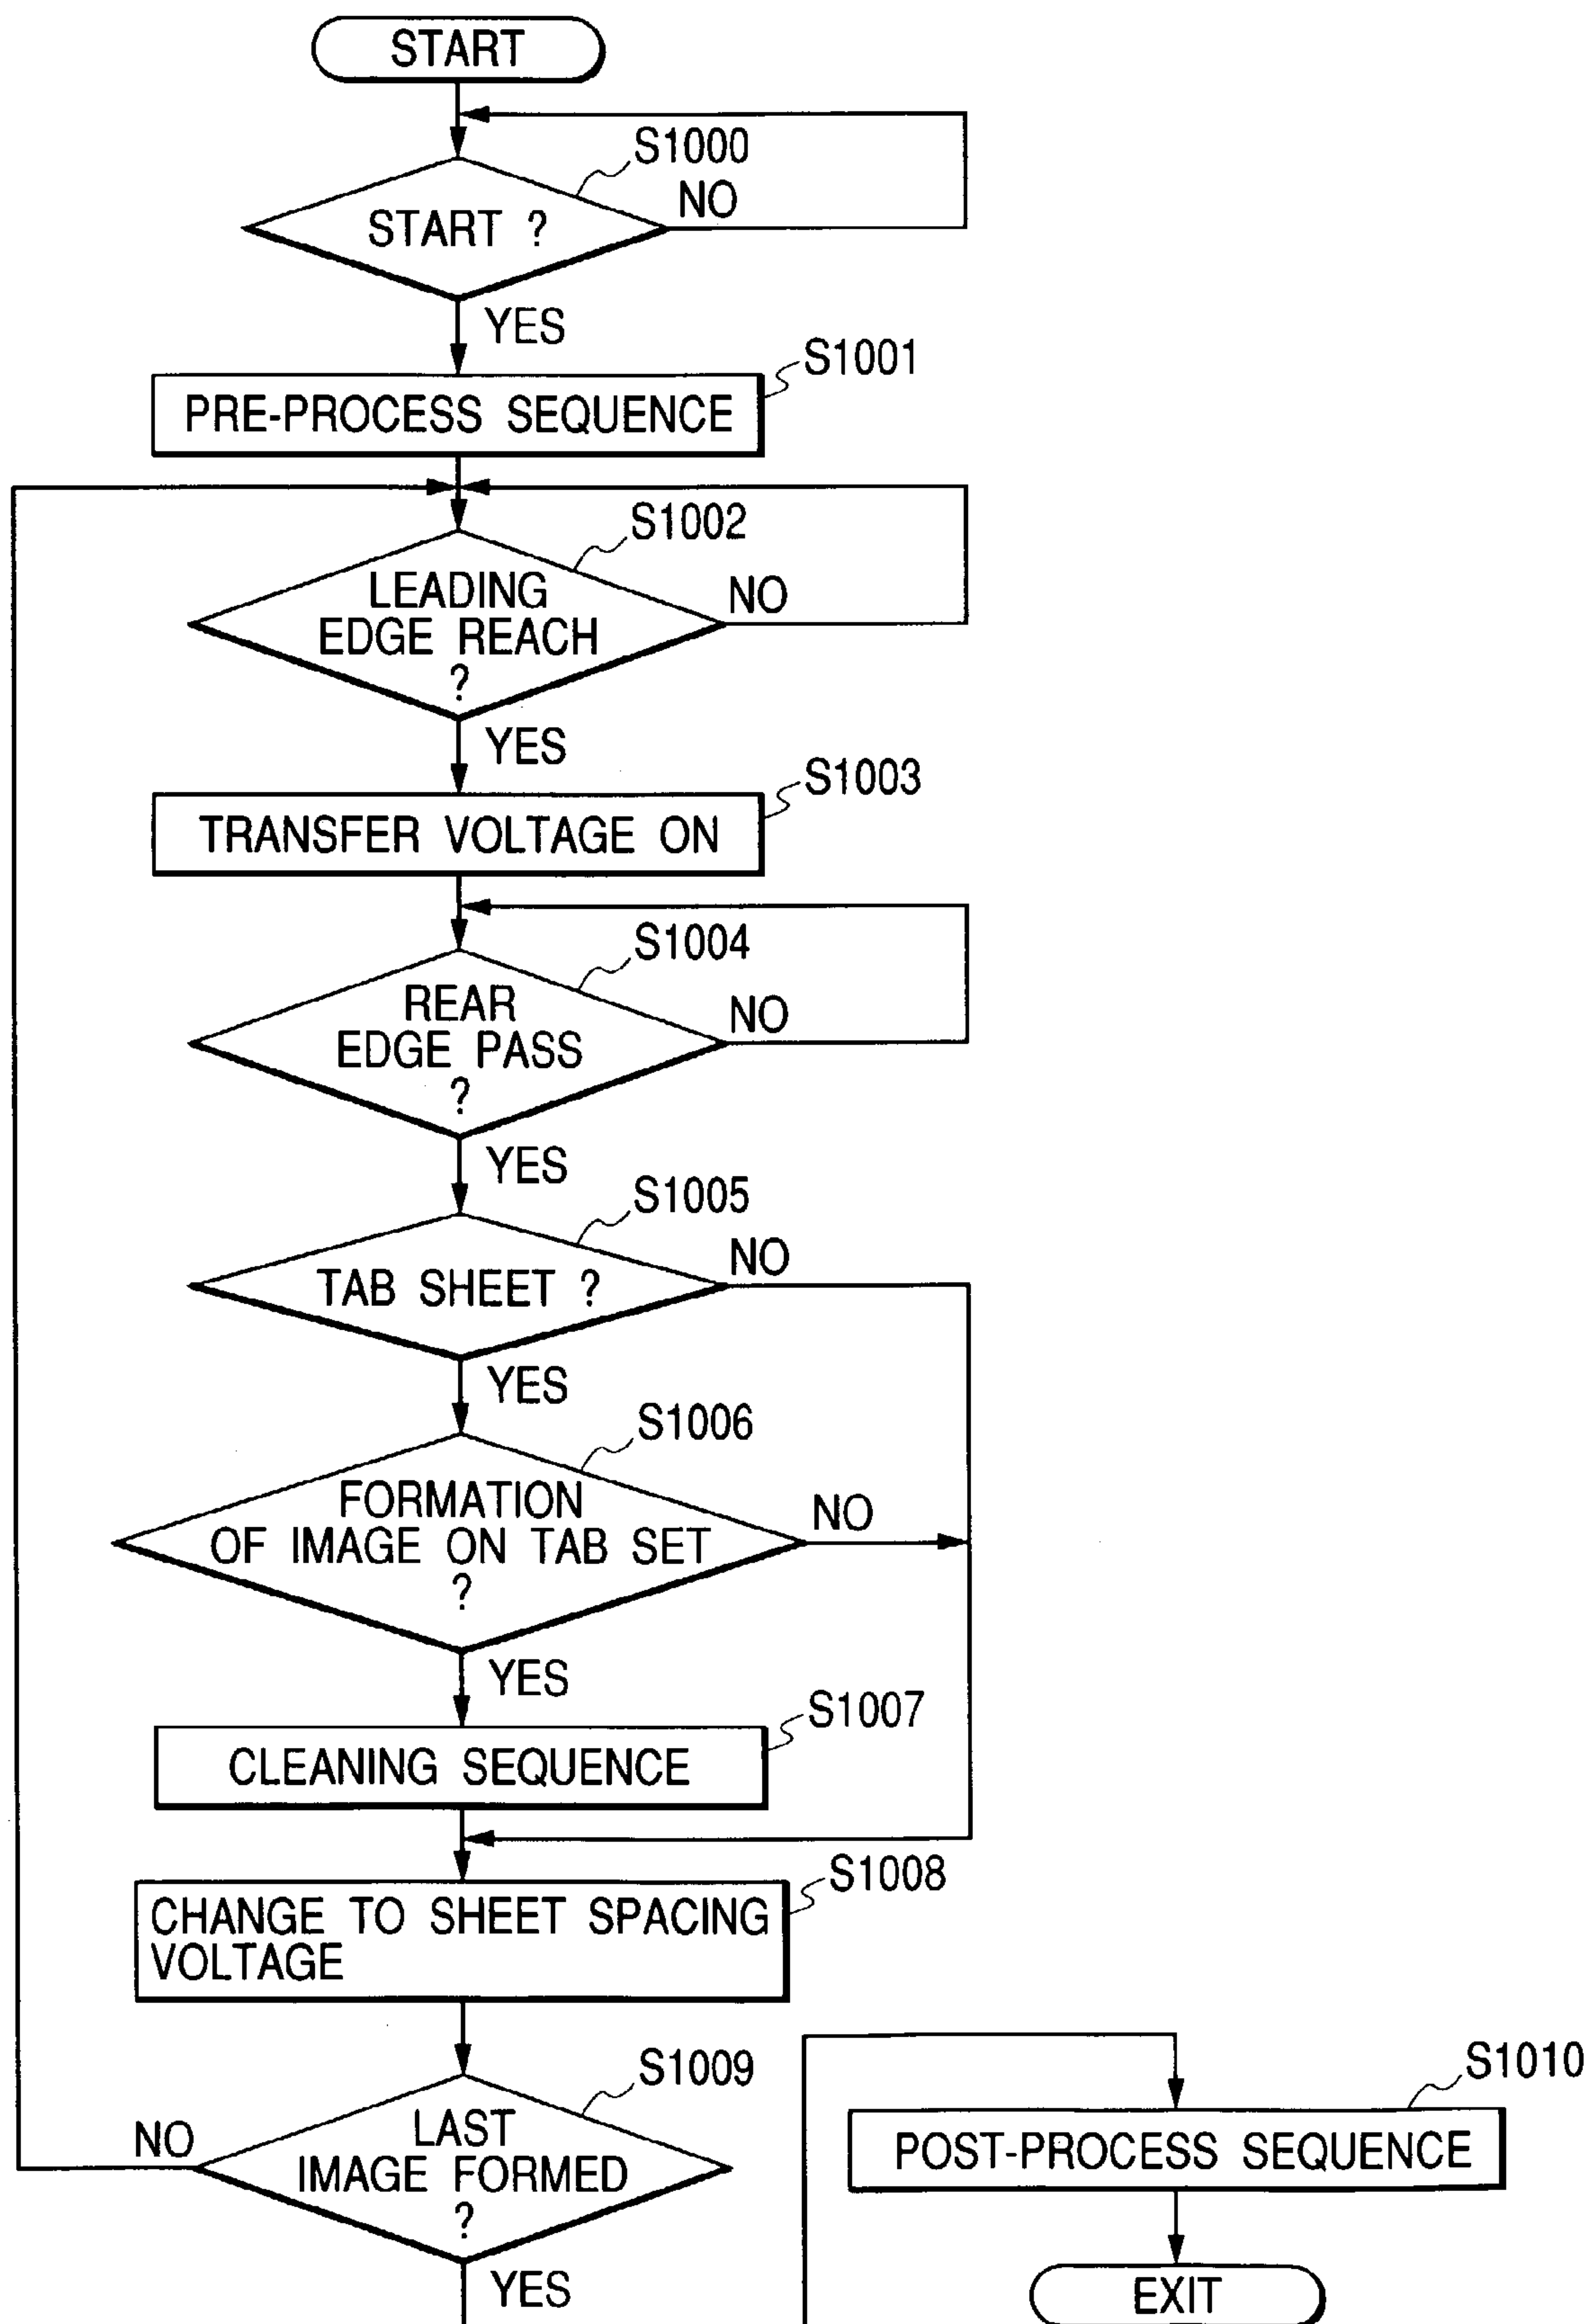 START
S1000
START ?
NO
YES
S1001
PRE-PROCESS SEQUENCE
S1002
LEADING
EDGE REACH
?
NO
YES
S1003
TRANSFER VOLTAGE ON
S1004
REAR
EDGE PASS
?
NO
YES
S1005
TAB SHEET ?
NO
YES
S1006
FORMATION
OF IMAGE ON TAB SET
?
NO
YES
S1007
CLEANING SEQUENCE
S1008
CHANGE TO SHEET SPACING
VOLTAGE
S1009
LAST
IMAGE FORMED
?
NO
YES
S1010
POST-PROCESS SEQUENCE
EXIT